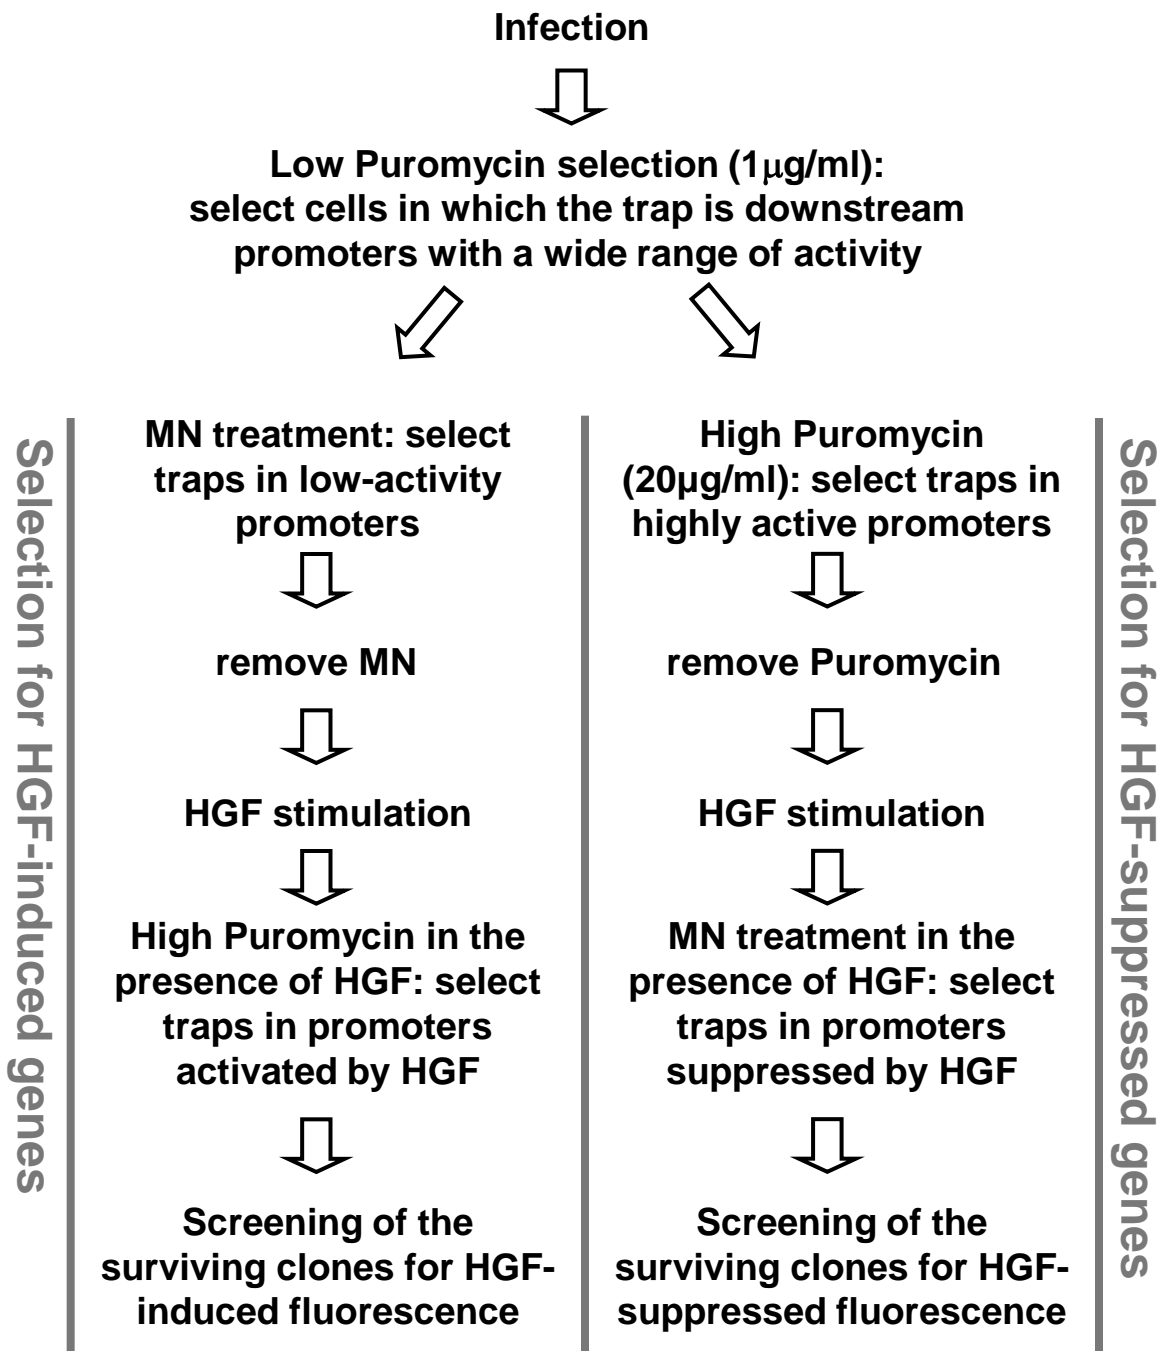 Infection
Low Puromycin selection (1μg/ml):
select cells in which the trap is downstream
promoters with a wide range of activity
Selection for HGF-induced genes
MN treatment: select
traps in low-activity
promoters
remove MN
HGF stimulation
High Puromycin in the
presence of HGF: select
traps in promoters
activated by HGF
Screening of the
surviving clones for HGF-
induced fluorescence
High Puromycin
(20μg/ml): select traps in
highly active promoters
remove Puromycin
HGF stimulation
MN treatment in the
presence of HGF: select
traps in promoters
suppressed by HGF
Screening of the
surviving clones for HGF-
suppressed fluorescence
Selection for HGF-suppressed genes